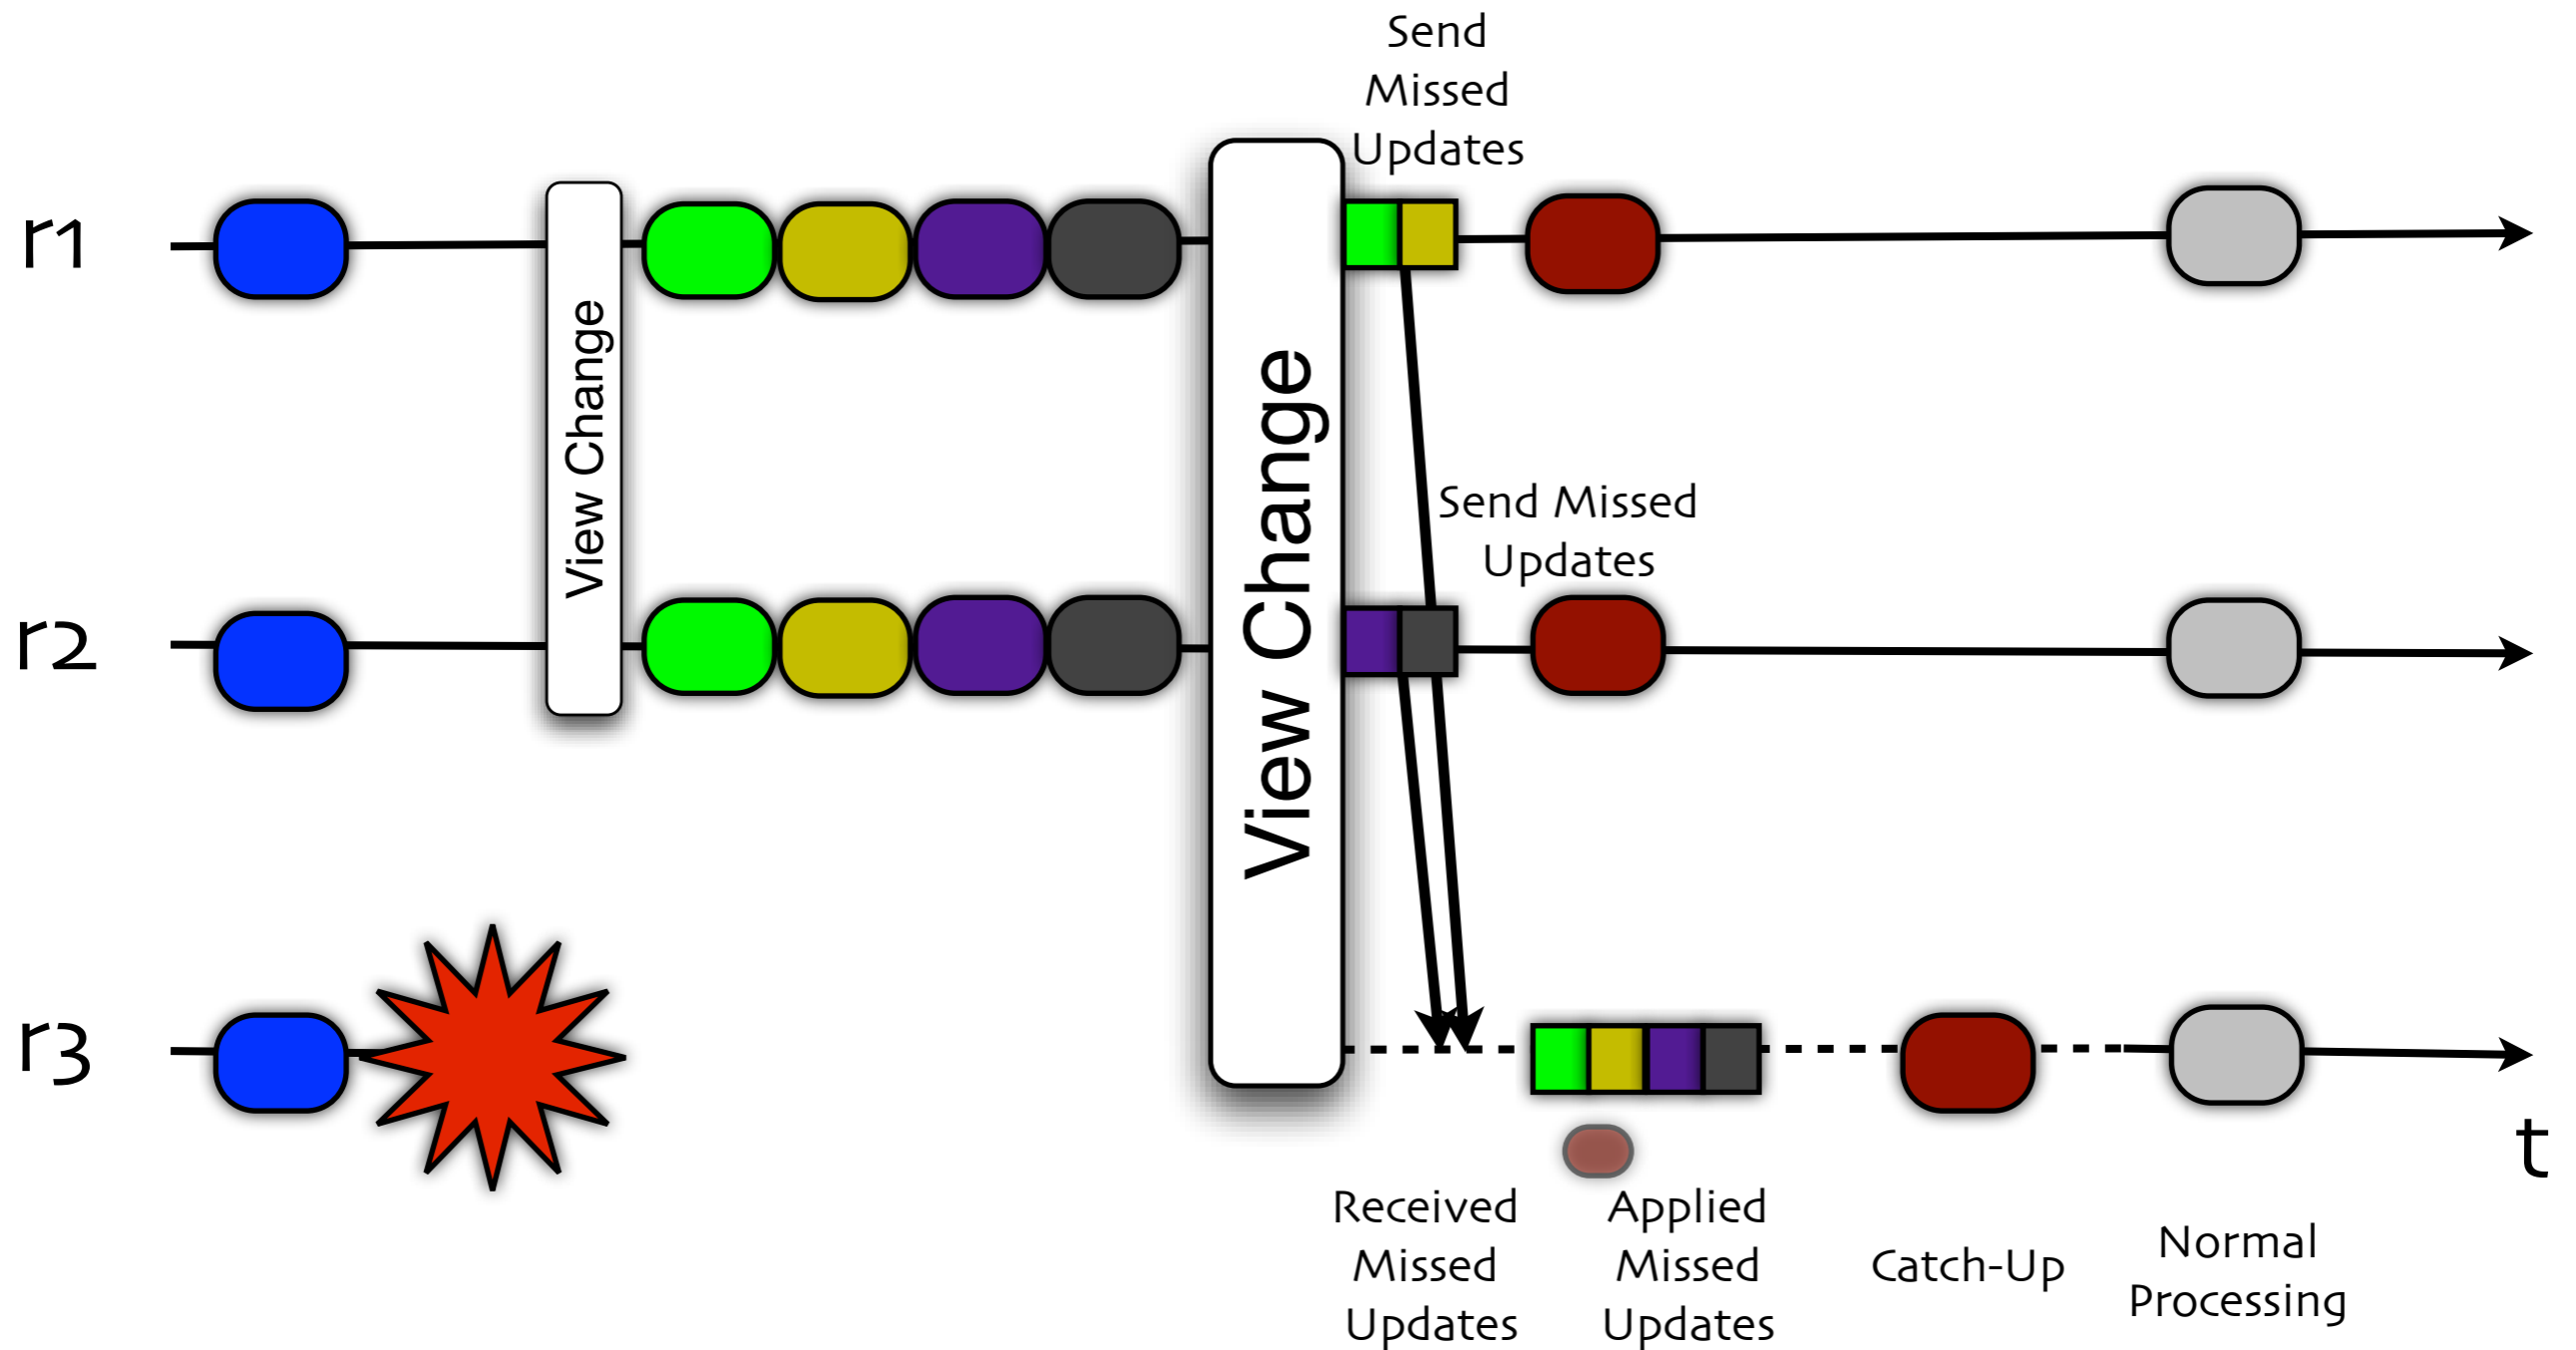 Send
Missed
Updates
r1
View Change
View Change
Send Missed
Updates
r2
r3
t
Received
Missed
Updates
Applied
Missed
Updates
Catch-Up
Normal
Processing